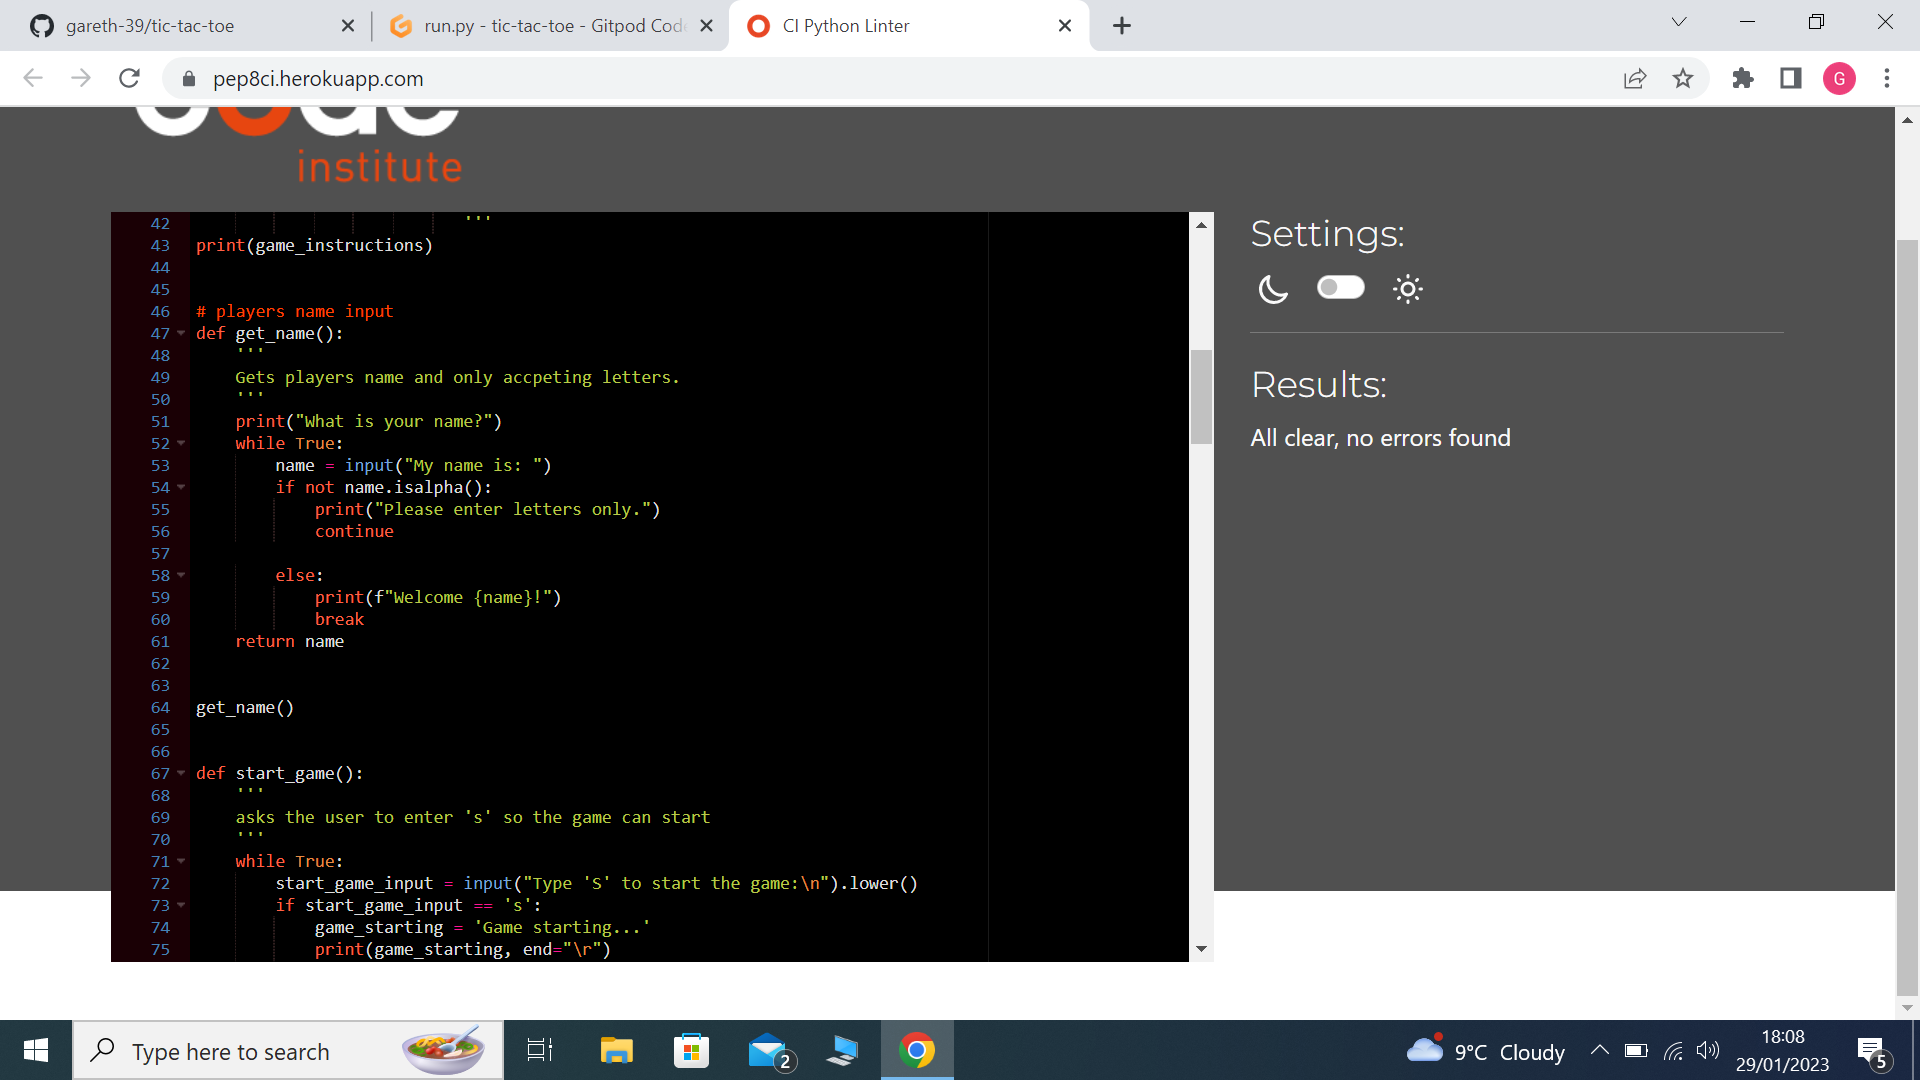 gareth-39/tic-tac-toe
run.py - tic-tac-toe - Gitpod Code
CI Python Linter
pep8ci.herokuapp.com
G
code
institute
42 '''
43 print(game_instructions)
44
45
46 # players name input
47 def get_name():
48 '''
49 Gets players name and only accpeting letters.
50 '''
51 print("What is your name?")
52 while True:
53 name = input("My name is: ")
54 if not name.isalpha():
55 print("Please enter letters only.")
56 continue
57
58 else:
59 print(f"Welcome {name}!")
60 break
61 return name
62
63
64 get_name()
65
66
67 def start_game():
68 '''
69 asks the user to enter 's' so the game can start
70 '''
71 while True:
72 start_game_input = input("Type 'S' to start the game:\n").lower()
73 if start_game_input == 's':
74 game_starting = 'Game starting...'
75 print(game_starting, end="\r")
Settings:
Results:
All clear, no errors found
Type here to search
2
9°C Cloudy
18:08
29/01/2023
5